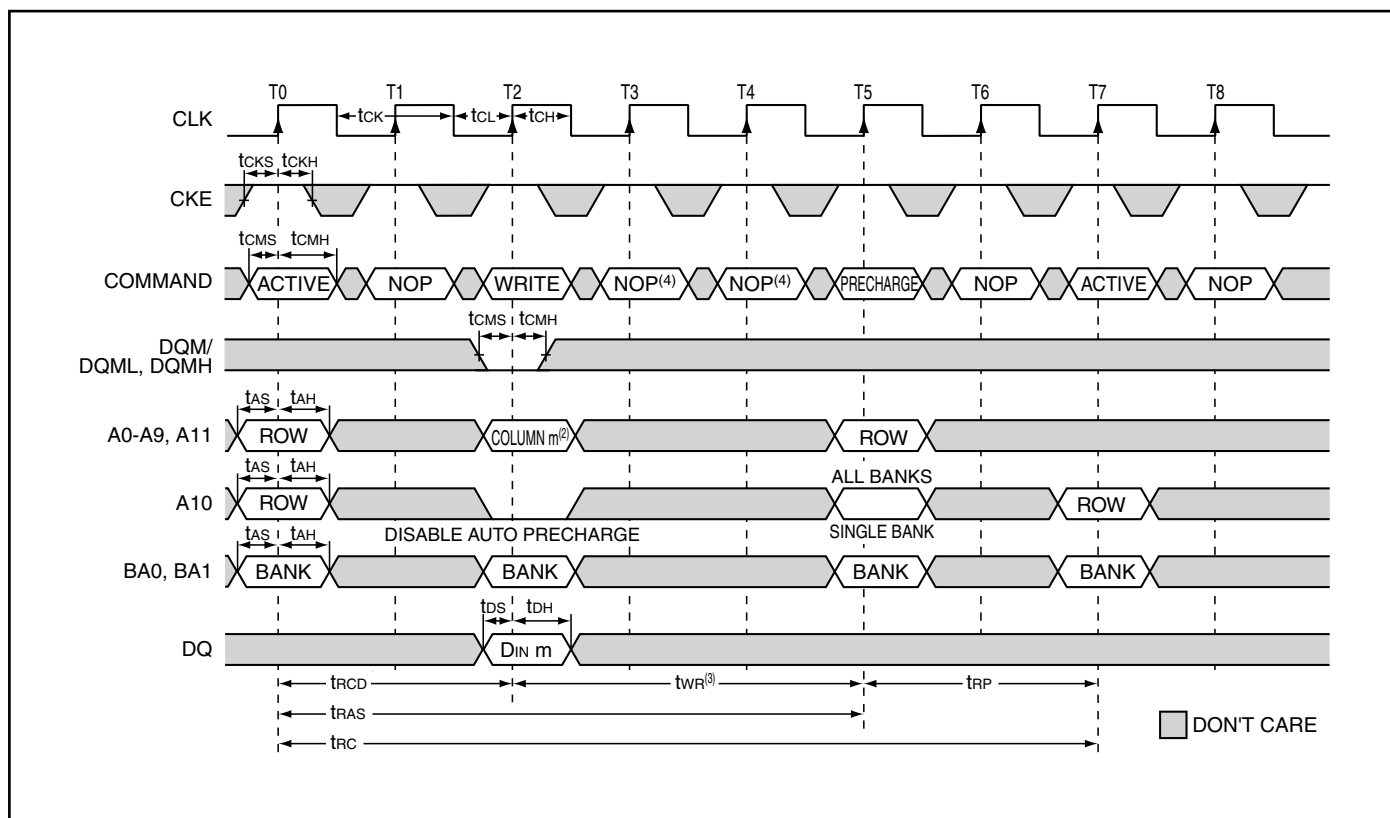 T0 T1 T2 T3 T4 T5 T6 T7 T8
CLK
tCK tCL tCH
tCKS tCKH
CKE
tCMS tCMH
COMMAND ACTIVE NOP WRITE NOP(4) NOP(4) PRECHARGE NOP ACTIVE NOP
tCMS tCMH
DQM/
DQML, DQMH
tAS tAH
A0-A9, A11 ROW COLUMN m(2) ROW
tAS tAH
ALL BANKS
A10 ROW ROW
DISABLE AUTO PRECHARGE SINGLE BANK
tAS tAH
BA0, BA1 BANK BANK BANK BANK
tDS tDH
DQ DIN m
tRCD tWR(3) tRP
tRAS
tRC
DON'T CARE